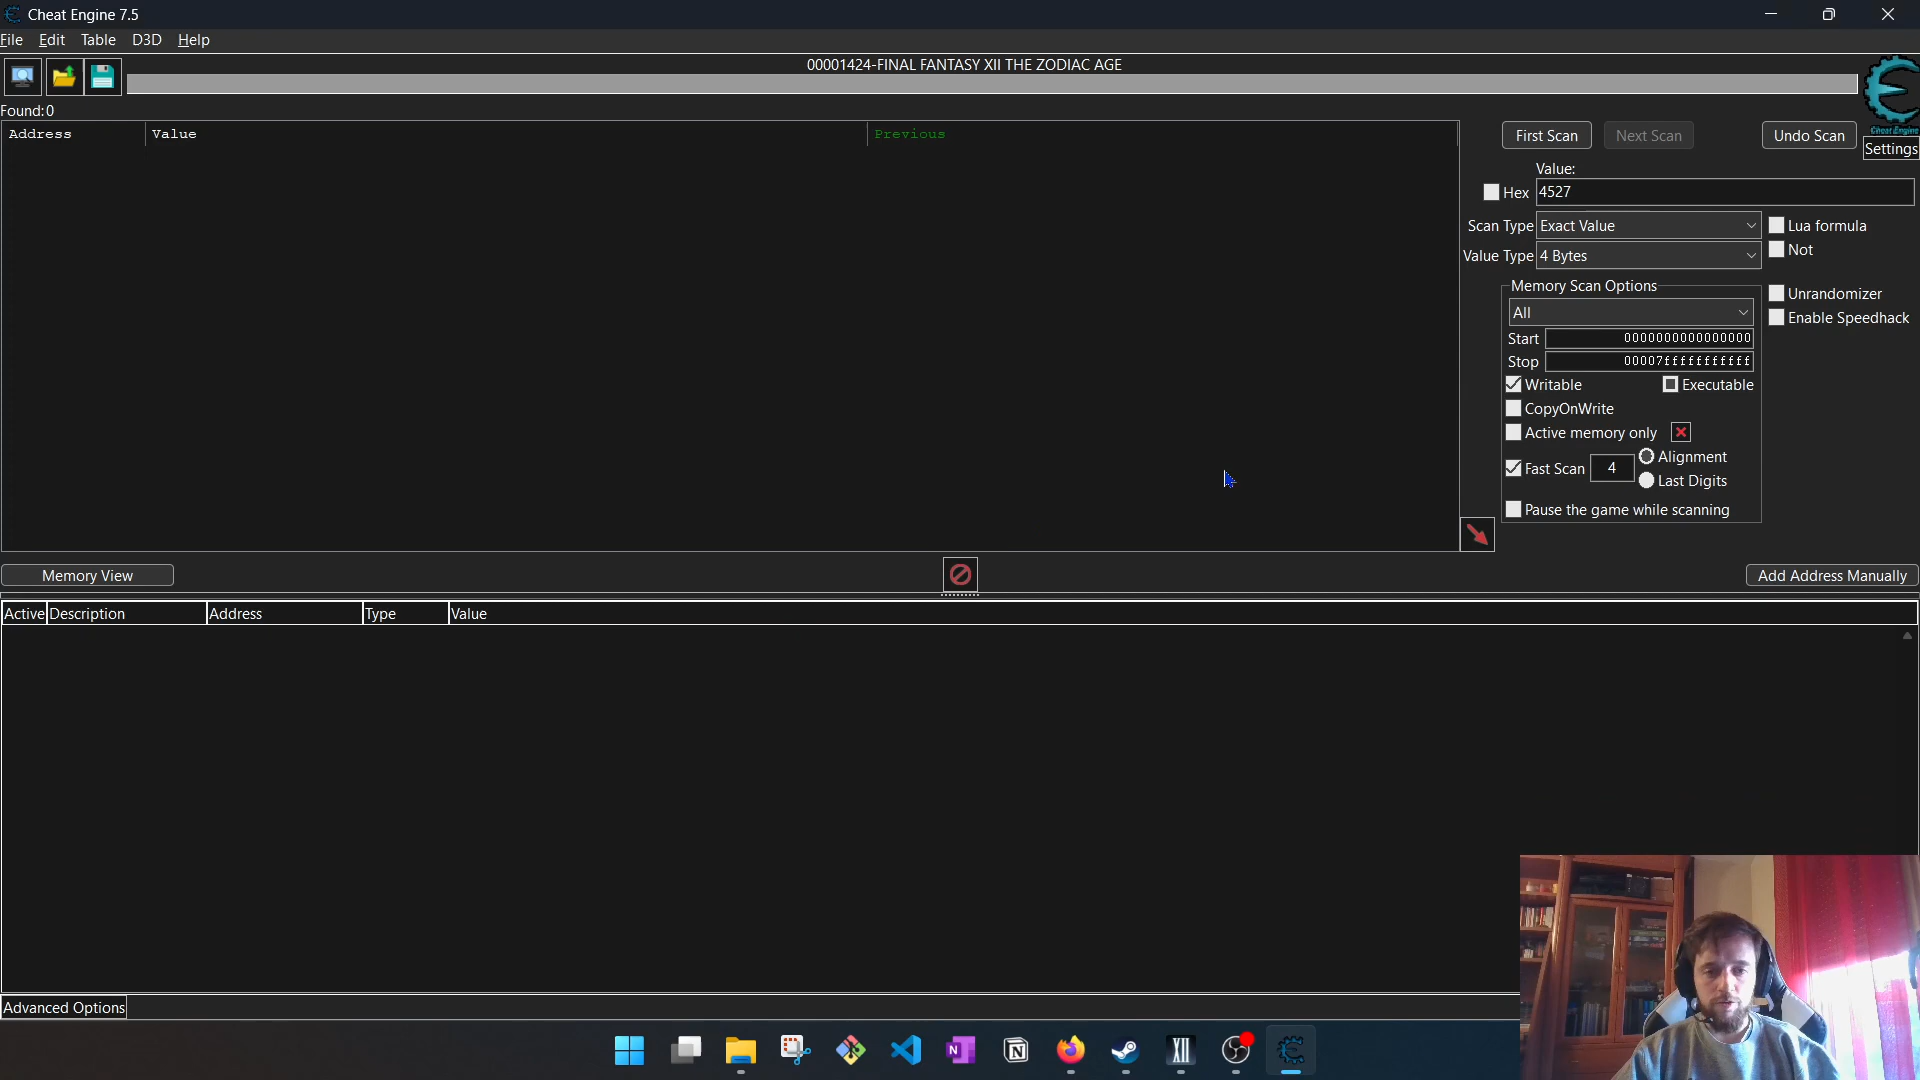 Cheat Engine 7.5
File Edit Table D3D Help
00001424-FINAL FANTASY XII THE ZODIAC AGE
Found:0
Address Value Previous
First Scan Next Scan Undo Scan
Cheat Engine
Settings
Value:
Hex 4527
Scan Type Exact Value Lua formula
Not
Value Type 4 Bytes
Memory Scan Options
All
Unrandomizer
Enable Speedhack
Start 0000000000000000
Stop 00007fffffffffff
Writable Executable
CopyOnWrite
Active memory only
Fast Scan 4 Alignment
Last Digits
Pause the game while scanning
Memory View Add Address Manually
Active Description Address Type Value
Advanced Options
XII